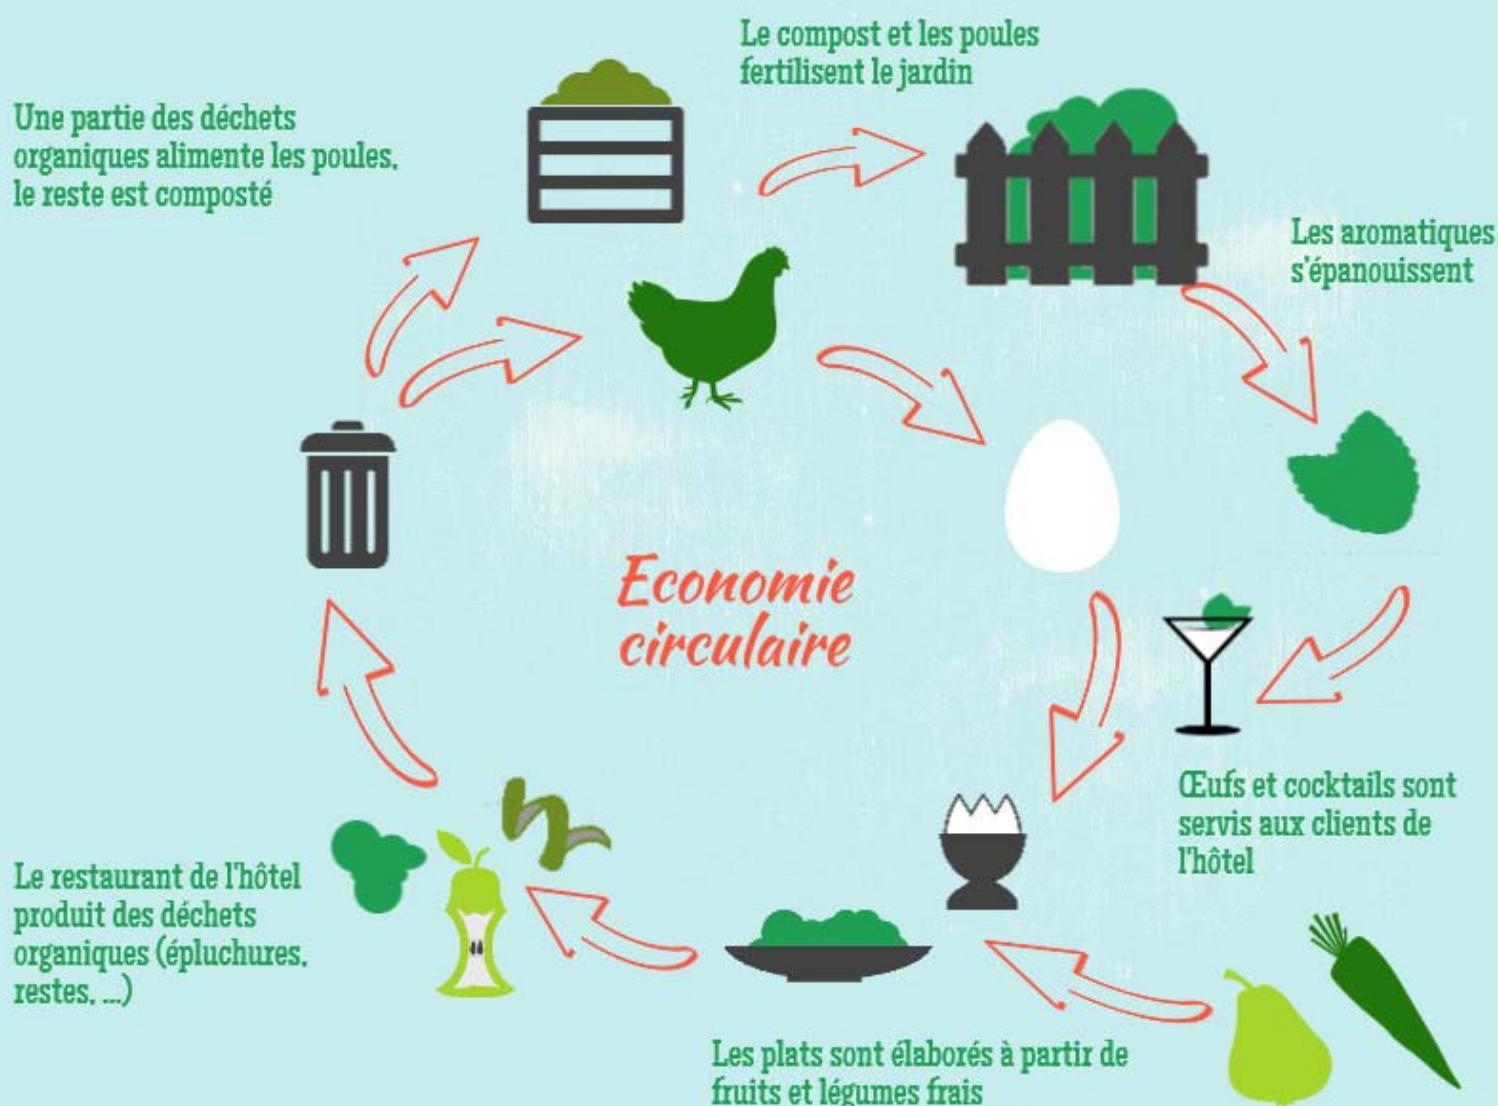 Le compost et les poules
fertilisent le jardin
Une partie des déchets
organiques alimente les poules,
le reste est composté
Les aromatiques
s'épanouissent
Economie
circulaire
Œufs et cocktails sont
servis aux clients de
l'hôtel
Le restaurant de l'hôtel
produit des déchets
organiques (épluchures,
restes, ...)
Les plats sont élaborés à partir de
fruits et légumes frais